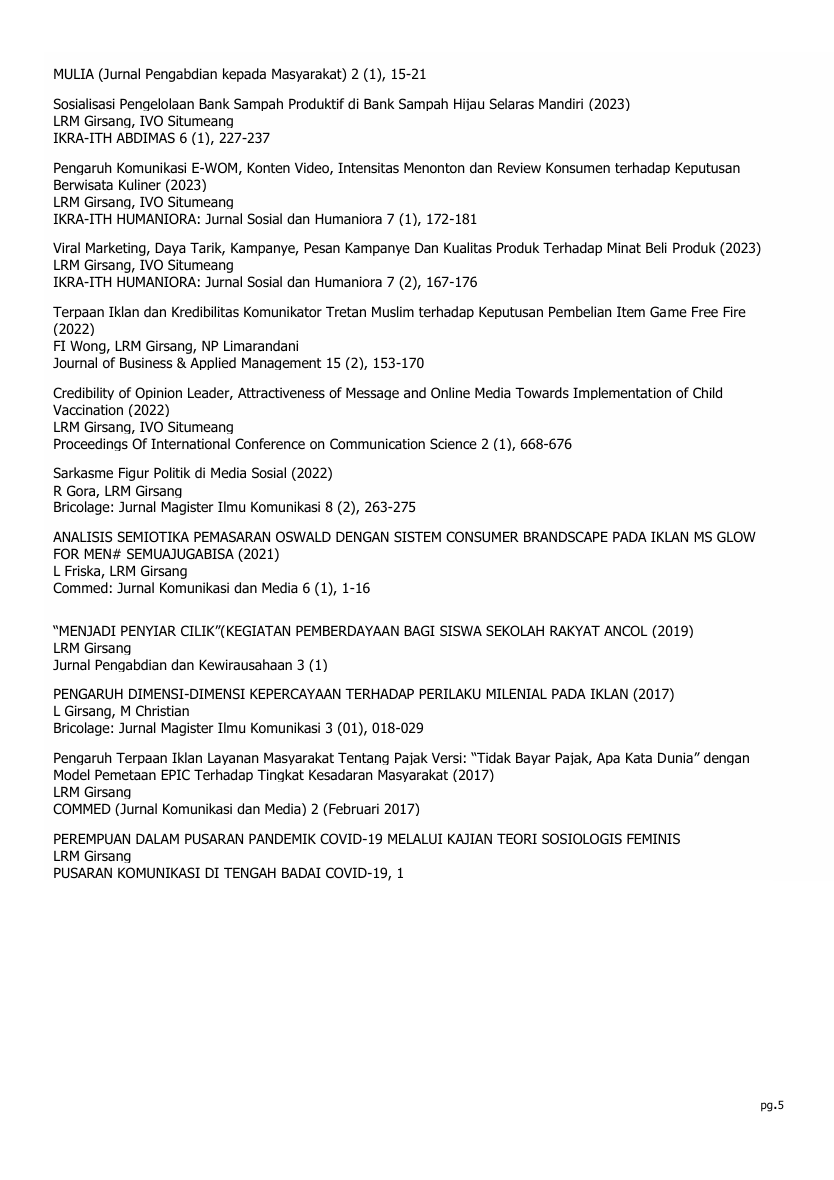 MULIA (Jurnal Pengabdian kepada Masyarakat) 2 (1), 15-21
Sosialisasi Pengelolaan Bank Sampah Produktif di Bank Sampah Hijau Selaras Mandiri (2023)
LRM Girsang, IVO Situmeang
IKRA-ITH ABDIMAS 6 (1), 227-237
Pengaruh Komunikasi E-WOM, Konten Video, Intensitas Menonton dan Review Konsumen terhadap Keputusan
Berwisata Kuliner (2023)
LRM Girsang, IVO Situmeang
IKRA-ITH HUMANIORA: Jurnal Sosial dan Humaniora 7 (1), 172-181
Viral Marketing, Daya Tarik, Kampanye, Pesan Kampanye Dan Kualitas Produk Terhadap Minat Beli Produk (2023)
LRM Girsang, IVO Situmeang
IKRA-ITH HUMANIORA: Jurnal Sosial dan Humaniora 7 (2), 167-176
Terpaan Iklan dan Kredibilitas Komunikator Tretan Muslim terhadap Keputusan Pembelian Item Game Free Fire
(2022)
FI Wong, LRM Girsang, NP Limarandani
Journal of Business & Applied Management 15 (2), 153-170
Credibility of Opinion Leader, Attractiveness of Message and Online Media Towards Implementation of Child
Vaccination (2022)
LRM Girsang, IVO Situmeang
Proceedings Of International Conference on Communication Science 2 (1), 668-676
Sarkasme Figur Politik di Media Sosial (2022)
R Gora, LRM Girsang
Bricolage: Jurnal Magister Ilmu Komunikasi 8 (2), 263-275
ANALISIS SEMIOTIKA PEMASARAN OSWALD DENGAN SISTEM CONSUMER BRANDSCAPE PADA IKLAN MS GLOW
FOR MEN# SEMUAJUGABISA (2021)
L Friska, LRM Girsang
Commed: Jurnal Komunikasi dan Media 6 (1), 1-16
“MENJADI PENYIAR CILIK”(KEGIATAN PEMBERDAYAAN BAGI SISWA SEKOLAH RAKYAT ANCOL (2019)
LRM Girsang
Jurnal Pengabdian dan Kewirausahaan 3 (1)
PENGARUH DIMENSI-DIMENSI KEPERCAYAAN TERHADAP PERILAKU MILENIAL PADA IKLAN (2017)
L Girsang, M Christian
Bricolage: Jurnal Magister Ilmu Komunikasi 3 (01), 018-029
Pengaruh Terpaan Iklan Layanan Masyarakat Tentang Pajak Versi: “Tidak Bayar Pajak, Apa Kata Dunia” dengan
Model Pemetaan EPIC Terhadap Tingkat Kesadaran Masyarakat (2017)
LRM Girsang
COMMED (Jurnal Komunikasi dan Media) 2 (Februari 2017)
PEREMPUAN DALAM PUSARAN PANDEMIK COVID-19 MELALUI KAJIAN TEORI SOSIOLOGIS FEMINIS
LRM Girsang
PUSARAN KOMUNIKASI DI TENGAH BADAI COVID-19, 1
pg.5